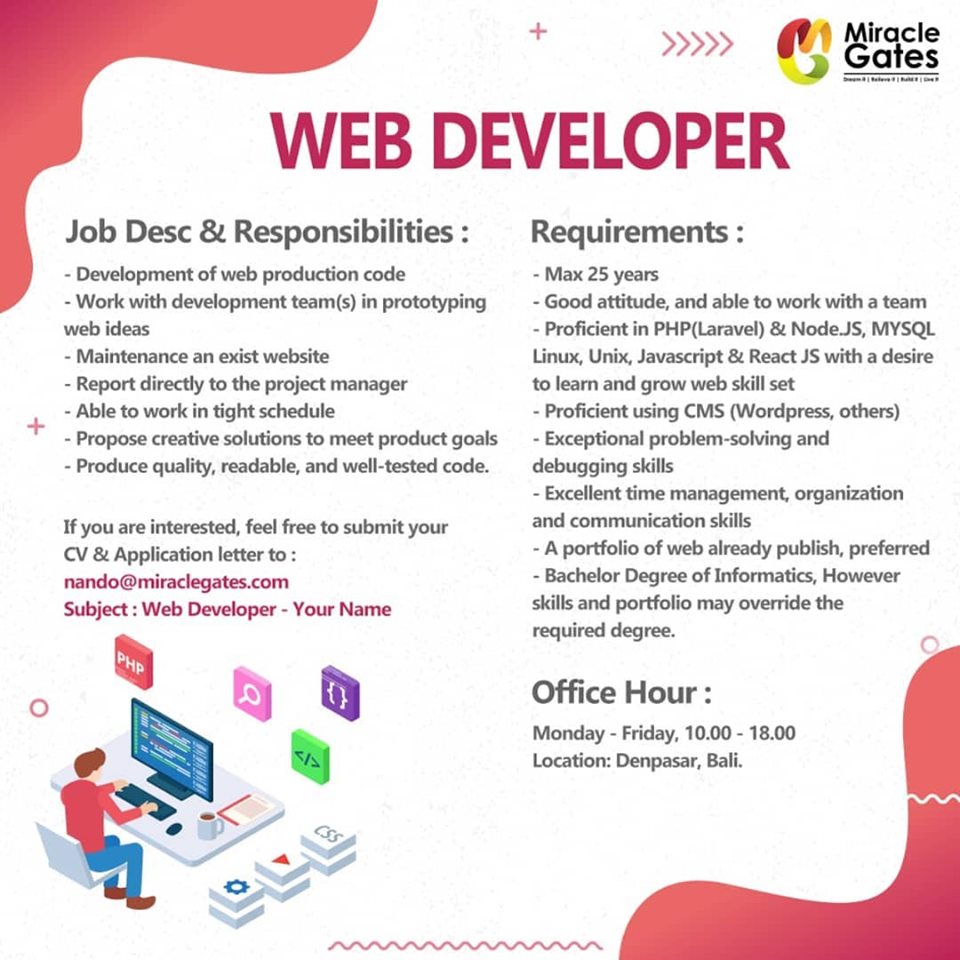 Miracle
Gates
Dream it | Believe it | Build it | Live it
WEB DEVELOPER
Job Desc & Responsibilities :
- Development of web production code
- Work with development team(s) in prototyping
web ideas
- Maintenance an exist website
- Report directly to the project manager
- Able to work in tight schedule
- Propose creative solutions to meet product goals
- Produce quality, readable, and well-tested code.
If you are interested, feel free to submit your
CV & Application letter to :
nando@miraclegates.com
Subject : Web Developer - Your Name
Requirements :
- Max 25 years
- Good attitude, and able to work with a team
- Proficient in PHP(Laravel) & Node.JS, MYSQL
Linux, Unix, Javascript & React JS with a desire
to learn and grow web skill set
- Proficient using CMS (Wordpress, others)
- Exceptional problem-solving and
debugging skills
- Excellent time management, organization
and communication skills
- A portfolio of web already publish, preferred
- Bachelor Degree of Informatics, However
skills and portfolio may override the
required degree.
Office Hour :
Monday - Friday, 10.00 - 18.00
Location: Denpasar, Bali.
PHP
{ }
</>
CSS